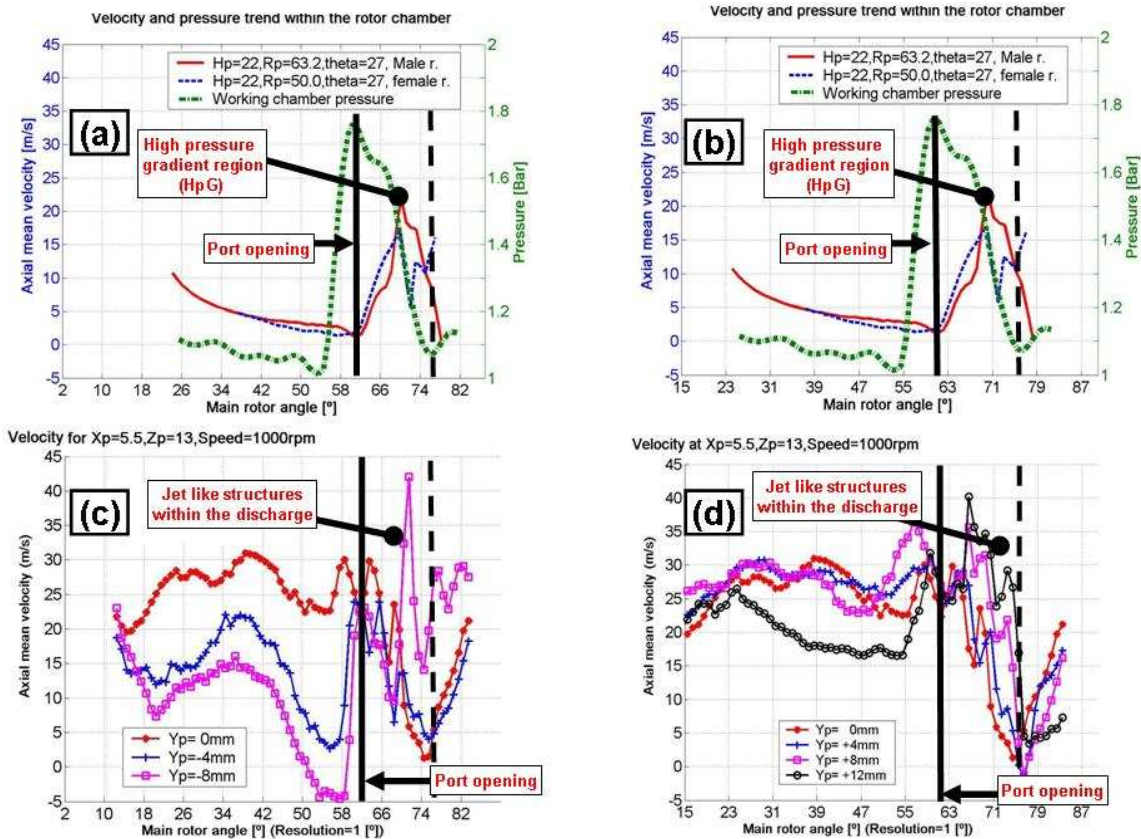 Velocity and pressure trend within the rotor chamber
45
40
35
30
25
20
15
10
5
0
-5
Axial mean velocity [m/s]
2
1.8
1.6
1.4
1.2
1
Pressure [Bar]
Hp=22,Rp=63.2,theta=27, Male r.
Hp=22,Rp=50.0,theta=27, female r.
Working chamber pressure
(a)
High pressure
gradient region
(HpG)
Port opening
2 10 18 26 34 42 50 58 66 74 82
Main rotor angle [º]
Velocity and pressure trend within the rotor chamber
45
40
35
30
25
20
15
10
5
0
-5
Axial mean velocity [m/s]
2
1.8
1.6
1.4
1.2
1
Pressure [Bar]
Hp=22,Rp=63.2,theta=27, Male r.
Hp=22,Rp=50.0,theta=27, female r.
Working chamber pressure
(b)
High pressure
gradient region
(HpG)
Port opening
15 23 31 39 47 55 63 71 79 87
Main rotor angle [º]
Velocity for Xp=5.5,Zp=13,Speed=1000rpm
45
40
35
30
25
20
15
10
5
0
-5
Axial mean velocity (m/s)
(c)
Jet like structures
within the discharge
Yp= 0mm
Yp=-4mm
Yp=-8mm
Port opening
2 10 18 26 34 42 50 58 66 74 82
Main rotor angle [º] (Resolution=1 [º])
Velocity at Xp=5.5,Zp=13,Speed=1000rpm
45
40
35
30
25
20
15
10
5
0
-5
Axial mean velocity (m/s)
(d)
Jet like structures
within the discharge
Yp= 0mm
Yp= +4mm
Yp= +8mm
Yp= +12mm
Port opening
15 23 31 39 47 55 63 71 79 87
Main rotor angle [º] (Resolution=1 [º])